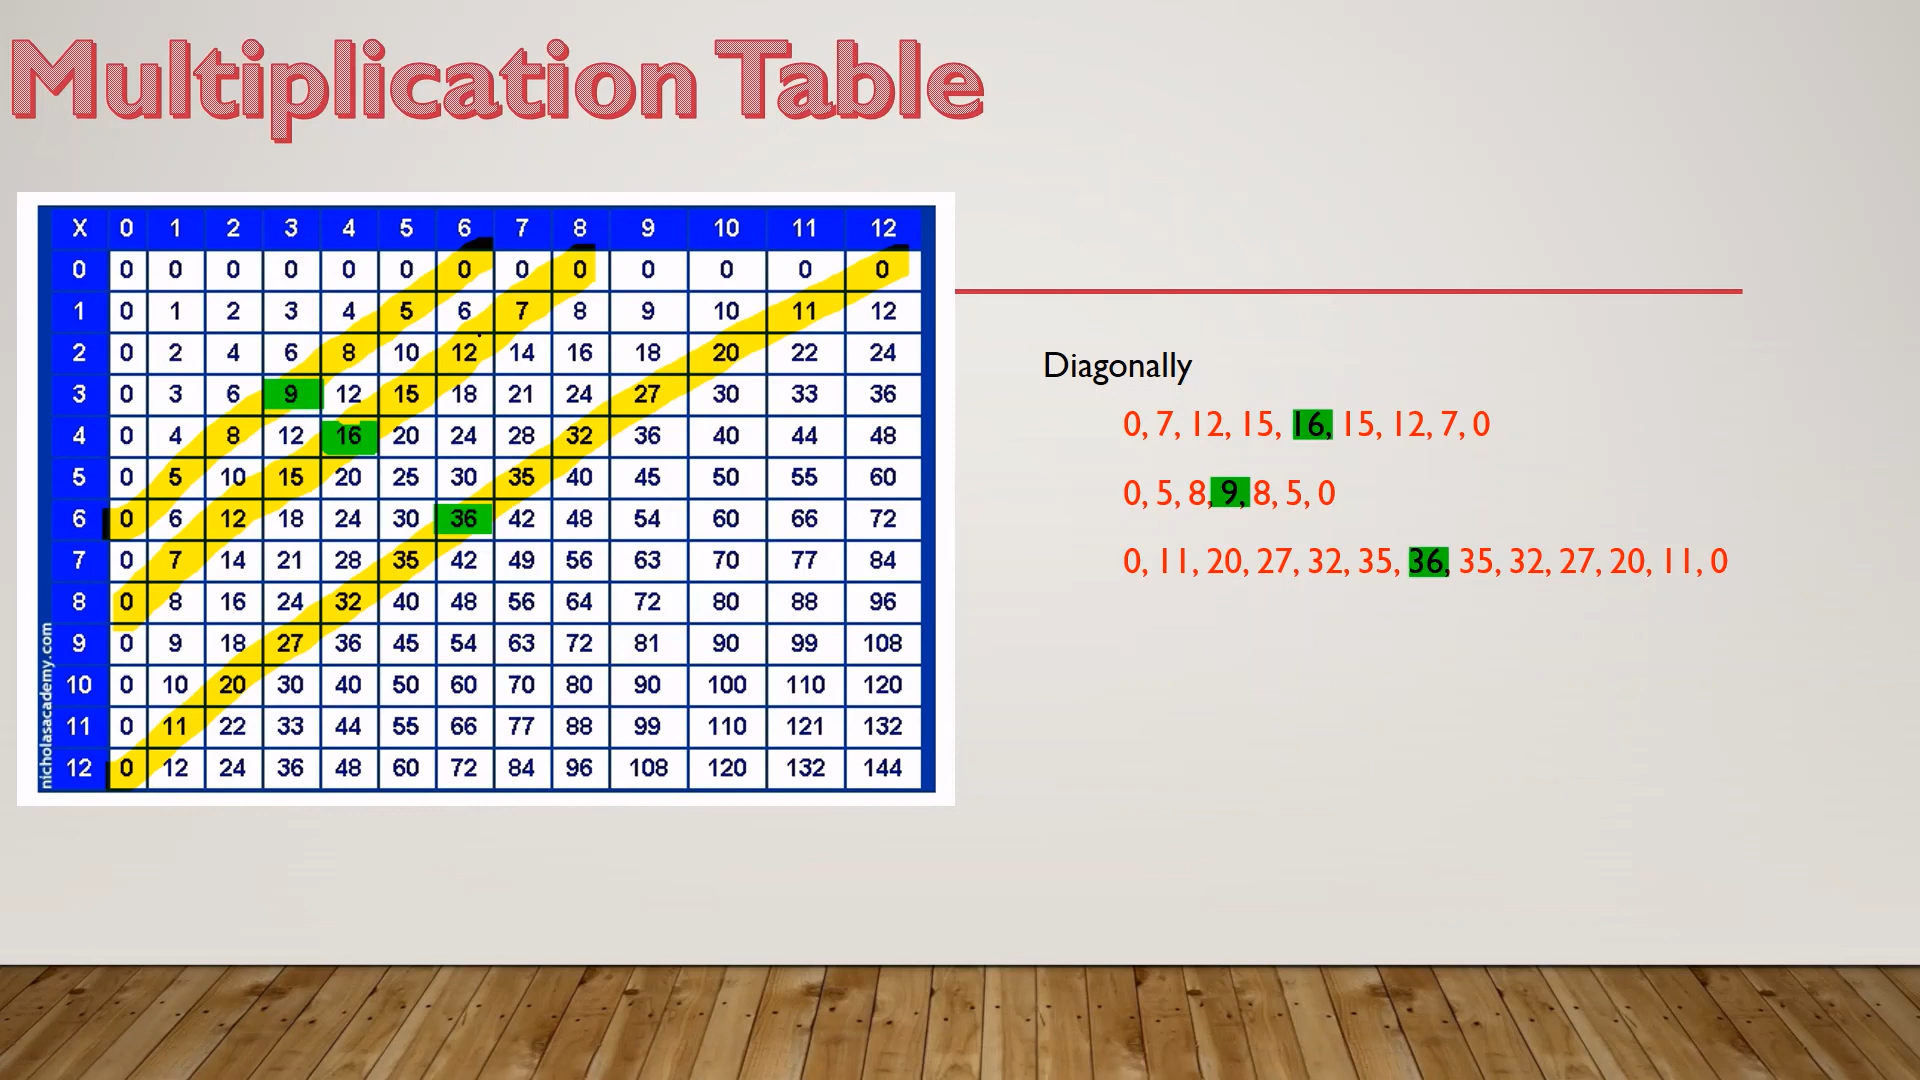 Multiplication Table
X 0 1 2 3 4 5 6 7 8 9 10 11 12
0 0 0 0 0 0 0 0 0 0 0 0 0 0
1 0 1 2 3 4 5 6 7 8 9 10 11 12
2 0 2 4 6 8 10 12 14 16 18 20 22 24
3 0 3 6 9 12 15 18 21 24 27 30 33 36
4 0 4 8 12 16 20 24 28 32 36 40 44 48
5 0 5 10 15 20 25 30 35 40 45 50 55 60
6 0 6 12 18 24 30 36 42 48 54 60 66 72
7 0 7 14 21 28 35 42 49 56 63 70 77 84
8 0 8 16 24 32 40 48 56 64 72 80 88 96
9 0 9 18 27 36 45 54 63 72 81 90 99 108
10 0 10 20 30 40 50 60 70 80 90 100 110 120
11 0 11 22 33 44 55 66 77 88 99 110 121 132
12 0 12 24 36 48 60 72 84 96 108 120 132 144
nicholasacademy.com
Diagonally
0, 7, 12, 15, 16, 15, 12, 7, 0
0, 5, 8, 9, 8, 5, 0
0, 11, 20, 27, 32, 35, 36, 35, 32, 27, 20, 11, 0